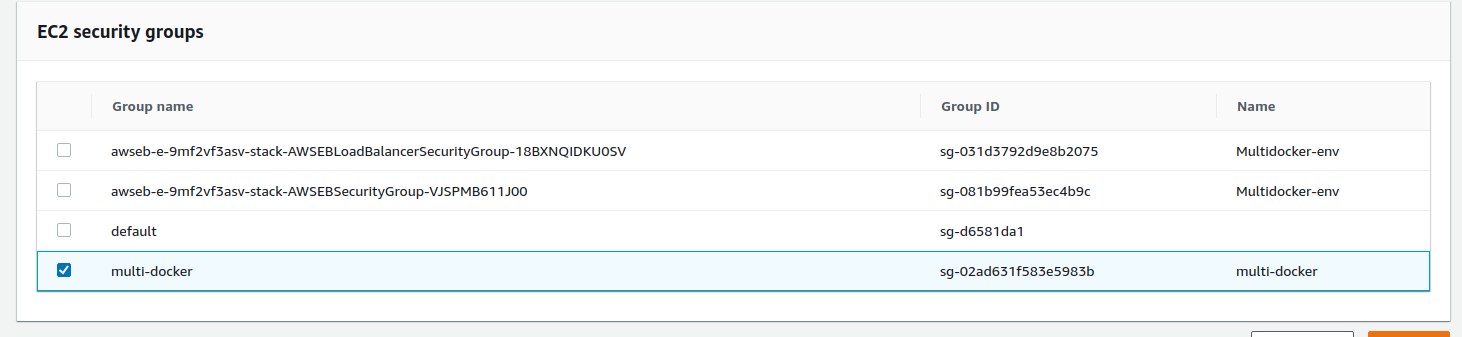 EC2 security groups
Group name Group ID Name
awseb-e-9mf2vf3asv-stack-AWSEBLoadBalancerSecurityGroup-18BXNQIDKU0SV sg-031d3792d9e8b2075 Multidocker-env
awseb-e-9mf2vf3asv-stack-AWSEBSecurityGroup-VJSPMB611J00 sg-081b99fea53ec4b9c Multidocker-env
default sg-d6581da1
multi-docker sg-02ad631f583e5983b multi-docker